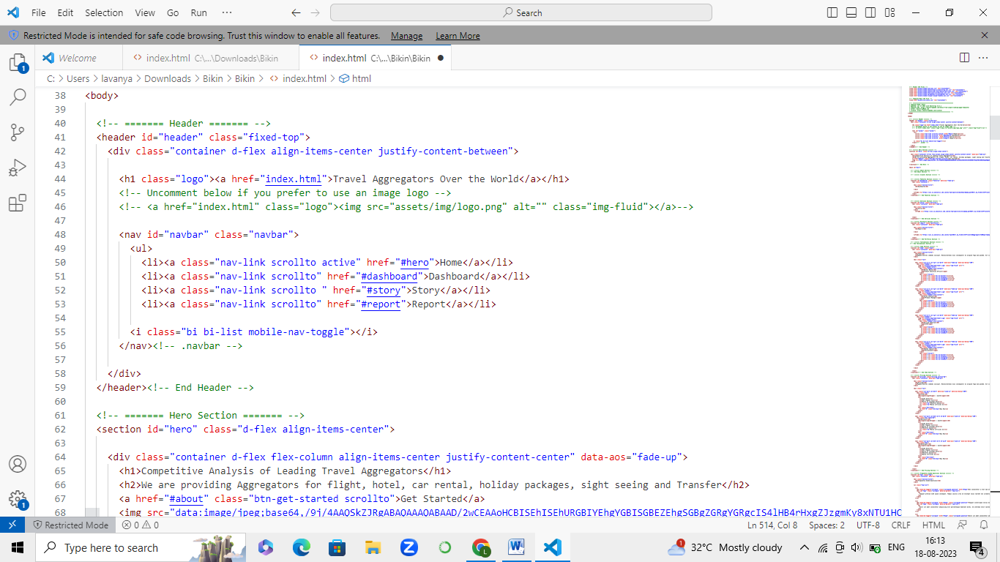 File Edit Selection View Go Run ··· Search
Restricted Mode is intended for safe code browsing. Trust this window to enable all features. Manage Learn More
Welcome index.html C:\...\Downloads\Bikin index.html C:\...\Bikin\Bikin
C: > Users > lavanya > Downloads > Bikin > Bikin > index.html > html
1
38 <body>
39
40 <!-- ======= Header ======= -->
41 <header id="header" class="fixed-top">
42 <div class="container d-flex align-items-center justify-content-between">
43
44 <h1 class="logo"><a href="index.html">Travel Aggregators Over the World</a></h1>
45 <!-- Uncomment below if you prefer to use an image logo -->
46 <!-- <a href="index.html" class="logo"><img src="assets/img/logo.png" alt="" class="img-fluid"></a>-->
47
48 <nav id="navbar" class="navbar">
49 <ul>
50 <li><a class="nav-link scrollto active" href="#hero">Home</a></li>
51 <li><a class="nav-link scrollto" href="#dashboard">Dashboard</a></li>
52 <li><a class="nav-link scrollto " href="#story">Story</a></li>
53 <li><a class="nav-link scrollto" href="#report">Report</a></li>
54
55 <i class="bi bi-list mobile-nav-toggle"></i>
56 </nav><!-- .navbar -->
57
58 </div>
59 </header><!-- End Header -->
60
61 <!-- ======= Hero Section ======= -->
62 <section id="hero" class="d-flex align-items-center">
63
64 <div class="container d-flex flex-column align-items-center justify-content-center" data-aos="fade-up">
65 <h1>Competitive Analysis of Leading Travel Aggregators</h1>
66 <h2>We are providing Aggregators for flight, hotel, car rental, holiday packages, sight seeing and Transfer</h2>
67 <a href="#about" class="btn-get-started scrollto">Get Started</a>
68 <img src="data:image/jpeg;base64,/9j/4AAQSkZJRgABAQAAAQABAAD/2wCEAAoHCBISEhISEhURGBIYEhgYGBISGBEZEhgSGBgZGRgYGRgcIS4lHB4rHxgZJzgmKy8xNTU1HC
1
Restricted Mode 0 0 Ln 514, Col 8 Spaces: 2 UTF-8 CRLF HTML
Type here to search 1 32°C Mostly cloudy ENG 16:13
18-08-2023 4